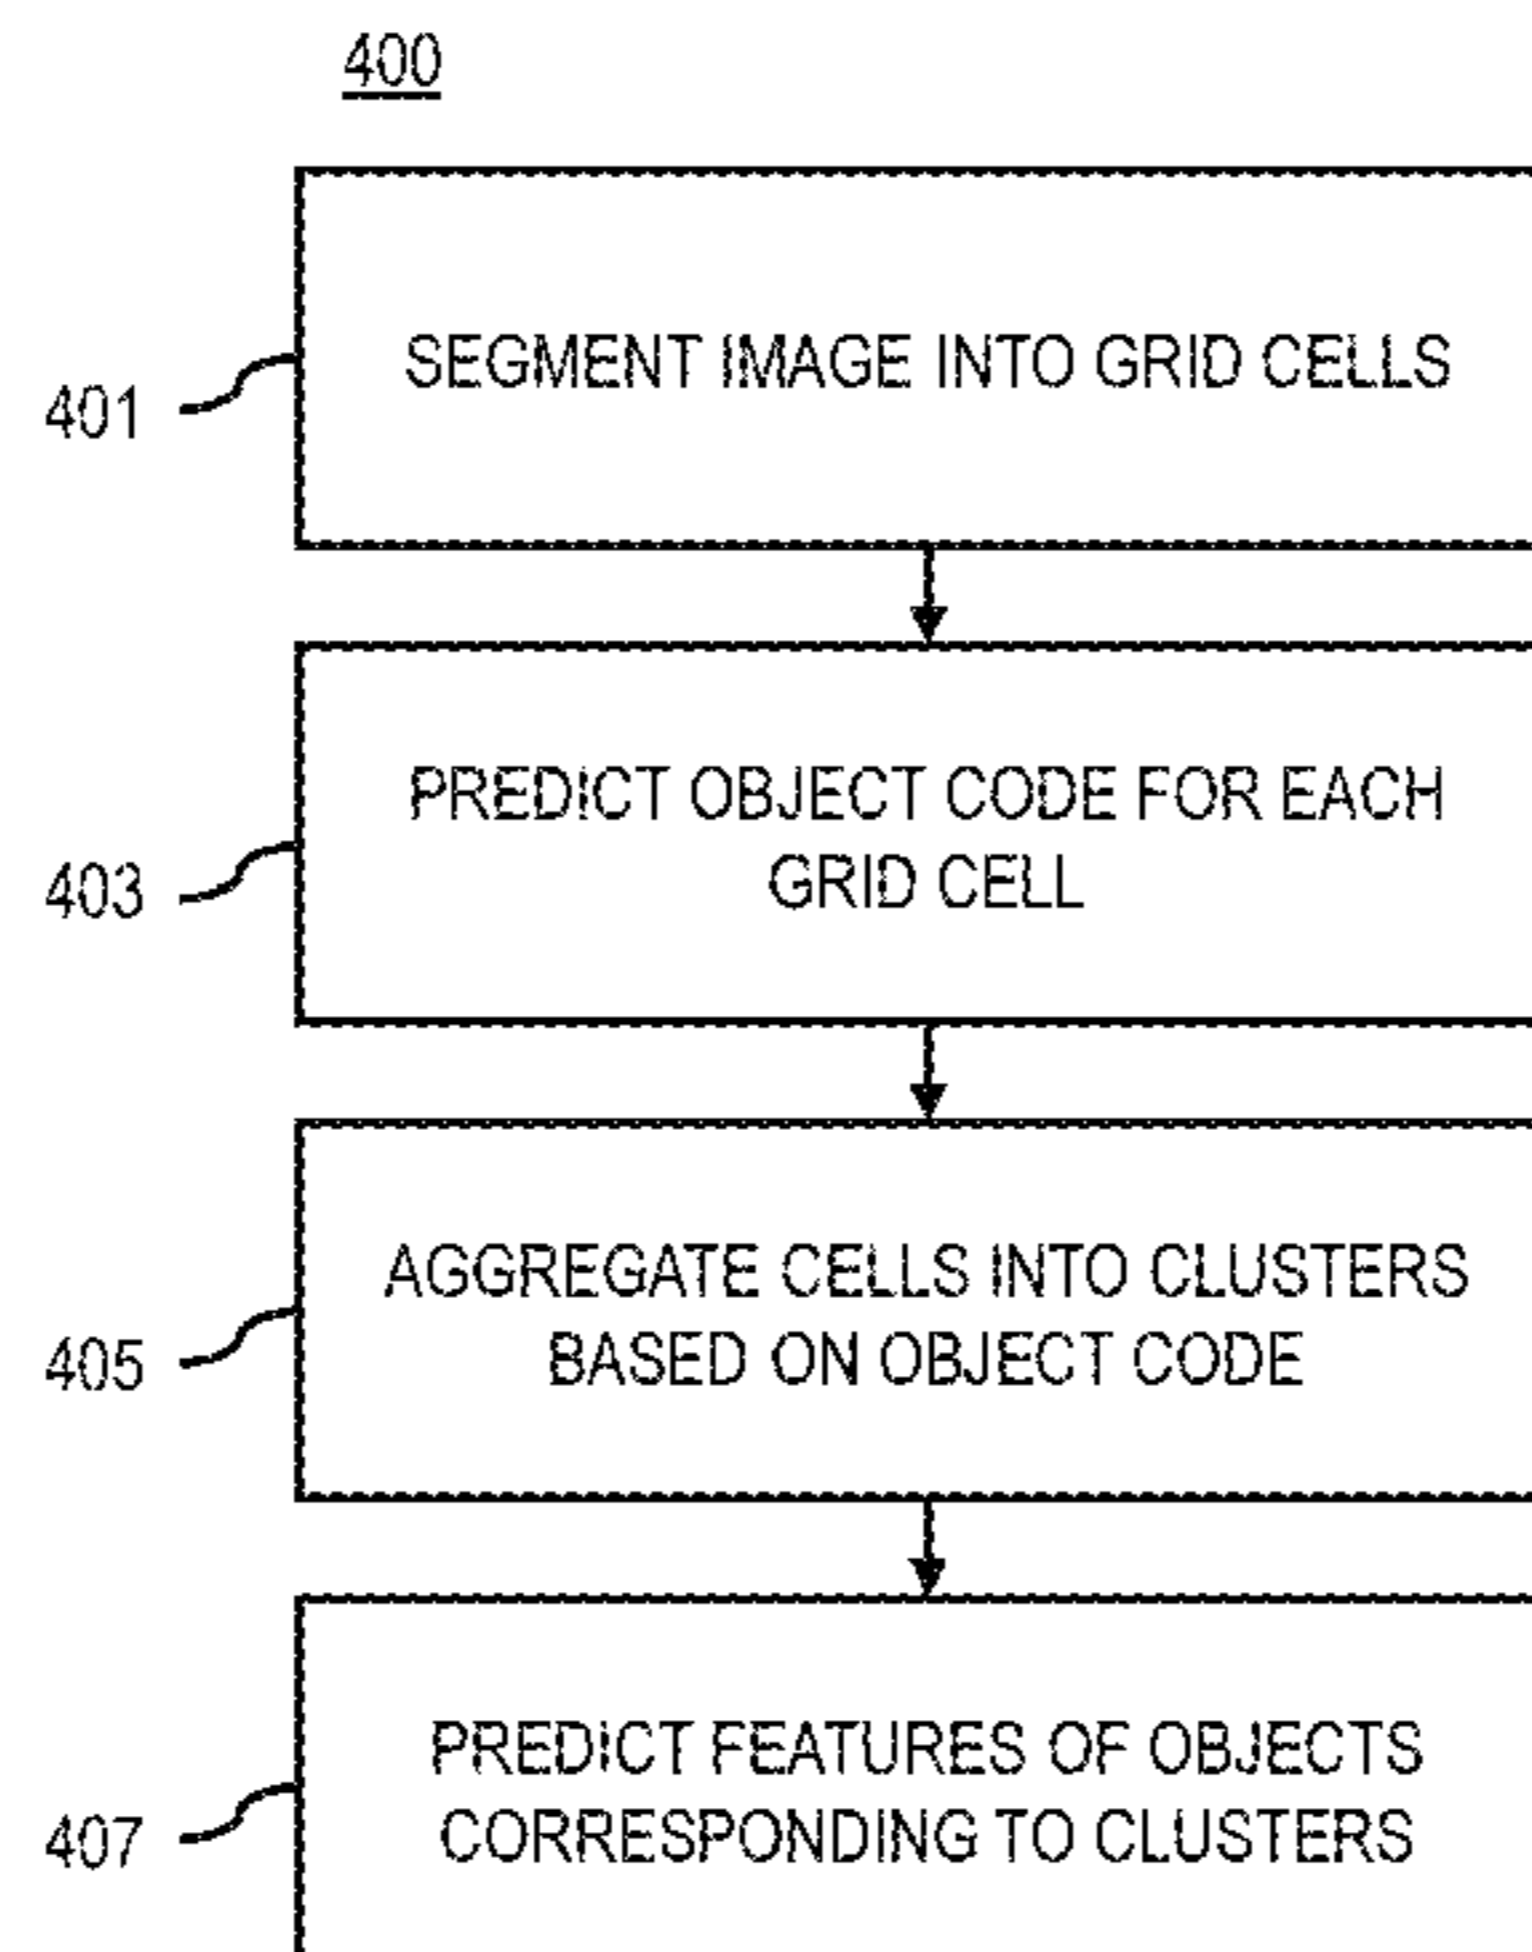 400
401
SEGMENT IMAGE INTO GRID CELLS
403
PREDICT OBJECT CODE FOR EACH
GRID CELL
405
AGGREGATE CELLS INTO CLUSTERS
BASED ON OBJECT CODE
407
PREDICT FEATURES OF OBJECTS
CORRESPONDING TO CLUSTERS